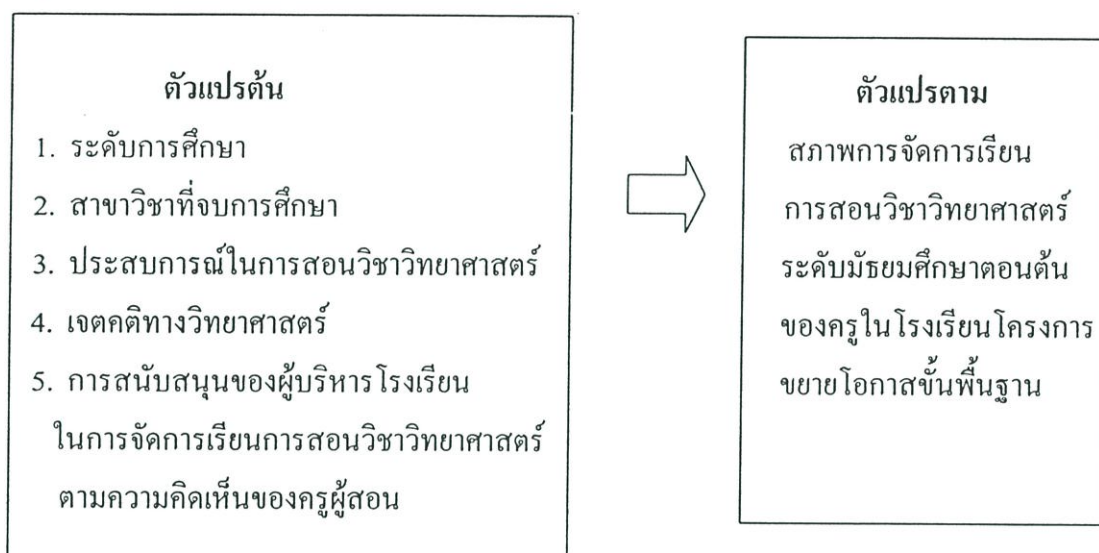 ตัวแปรต้น
1. ระดับการศึกษา
2. สาขาวิชาที่จบการศึกษา
3. ประสบการณ์ในการสอนวิชาวิทยาศาสตร์
4. เจตคติทางวิทยาศาสตร์
5. การสนับสนุนของผู้บริหารโรงเรียน
ในการจัดการเรียนการสอนวิชาวิทยาศาสตร์
ตามความคิดเห็นของครูผู้สอน
ตัวแปรตาม
สภาพการจัดการเรียน
การสอนวิชาวิทยาศาสตร์
ระดับมัธยมศึกษาตอนต้น
ของครูในโรงเรียนโครงการ
ขยายโอกาสขั้นพื้นฐาน